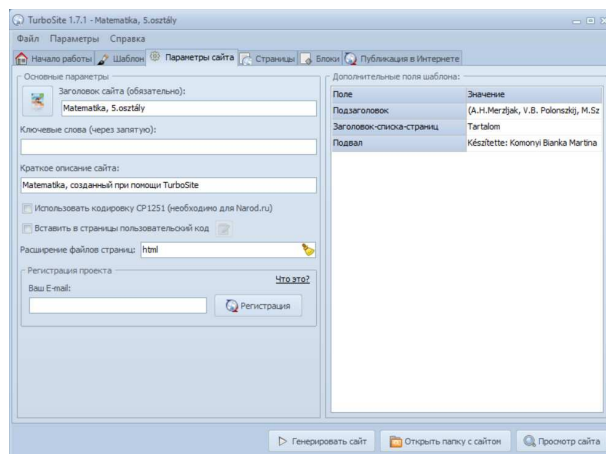 TurboSite 1.7.1 - Matematika, 5.osztály
Файл Параметры Справка
Начало работы Шаблон Параметры сайта Страницы Блоки Публикация в Интернете
Основные параметры
Заголовок сайта (обязательно):
Matematika, 5.osztály
Ключевые слова (через запятую):
Краткое описание сайта:
Matematika, созданный при помощи TurboSite
Использовать кодировку CP1251 (необходимо для Narod.ru)
Вставить в страницы пользовательский код
Расширение файлов страниц: html
Регистрация проекта
Что это?
Ваш E-mail:
Регистрация
Дополнительные поля шаблона:
Поле Значение
Подзаголовок (A.H.Merzljak, V.B. Polonszkij, M.Sz
Заголовок-списка-страниц Tartalom
Подвал Készítette: Komonyi Bianka Martina
Генерировать сайт Открыть папку с сайтом Просмотр сайта